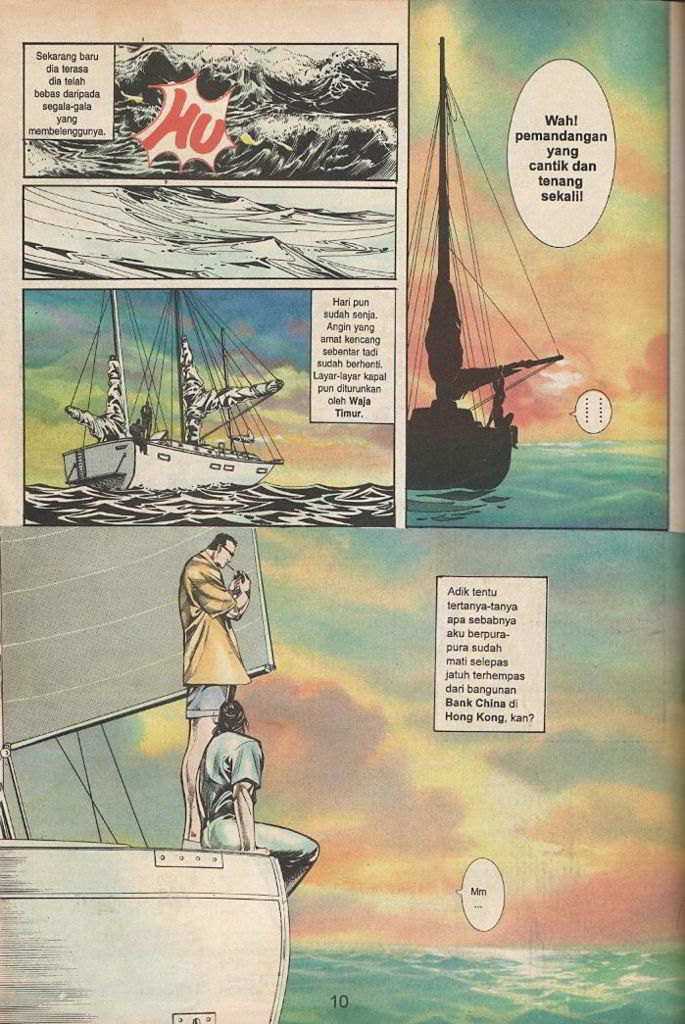 Sekarang baru
dia terasa
dia telah
bebas daripada
segala-gala
yang
membelenggunya.
HU
Hari pun
sudah senja.
Angin yang
amat kencang
sebentar tadi
sudah berhenti.
Layar-layar kapal
pun diturunkan
oleh Waja
Timur.
Wah!
pemandangan
yang
cantik dan
tenang
sekali!
Adik tentu
tertanya-tanya
apa sebabnya
aku berpura-
pura sudah
mati selepas
jatuh terhempas
dari bangunan
Bank China di
Hong Kong, kan?
Mm
...
10